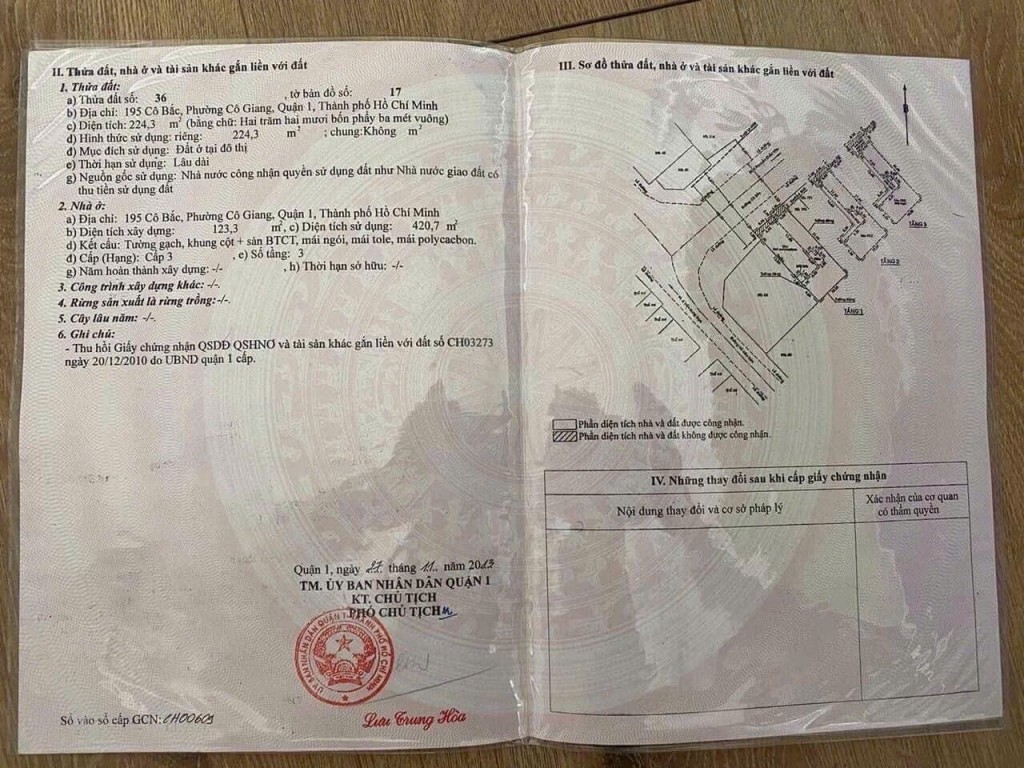 II. Thửa đất, nhà ở và tài sản khác gắn liền với đất
1. Thửa đất:
a) Thửa đất số: 36 , tờ bản đồ số: 17
b) Địa chỉ: 195 Cô Bắc, Phường Cô Giang, Quận 1, Thành phố Hồ Chí Minh
c) Diện tích: 224,3 m² (bằng chữ: Hai trăm hai mươi bốn phẩy ba mét vuông)
d) Hình thức sử dụng: riêng: 224,3 m² ; chung:Không m²
đ) Mục đích sử dụng: Đất ở tại đô thị
e) Thời hạn sử dụng: Lâu dài
g) Nguồn gốc sử dụng: Nhà nước công nhận quyền sử dụng đất như Nhà nước giao đất có
thu tiền sử dụng đất
2. Nhà ở:
a) Địa chỉ: 195 Cô Bắc, Phường Cô Giang, Quận 1, Thành phố Hồ Chí Minh
b) Diện tích xây dựng: 123,3 m², c) Diện tích sử dụng: 420,7 m²
d) Kết cấu: Tường gạch, khung cột + sàn BTCT, mái ngói, mái tole, mái polycacbon.
đ) Cấp (Hạng): Cấp 3 , e) Số tầng: 3
g) Năm hoàn thành xây dựng: -/- , h) Thời hạn sở hữu: -/-
3. Công trình xây dựng khác: -/-.
4. Rừng sản xuất là rừng trồng:-/-.
5. Cây lâu năm: -/-.
6. Ghi chú:
- Thu hồi Giấy chứng nhận QSDĐ QSHNƠ và tài sản khác gắn liền với đất số CH03273
ngày 20/12/2010 do UBND quận 1 cấp.
Quận 1, ngày 27 tháng 11 năm 2013
TM. ỦY BAN NHÂN DÂN QUẬN 1
KT. CHỦ TỊCH
PHÓ CHỦ TỊCH
Lưu Trung Hòa
Số vào sổ cấp GCN:
III. Sơ đồ thửa đất, nhà ở và tài sản khác gắn liền với đất
TẦNG 3
TẦNG 2
TẦNG 1
Phần diện tích nhà và đất được công nhận.
Phần diện tích nhà và đất không được công nhận.
IV. Những thay đổi sau khi cấp giấy chứng nhận
Nội dung thay đổi và cơ sở pháp lý
Xác nhận của cơ quan
có thẩm quyền